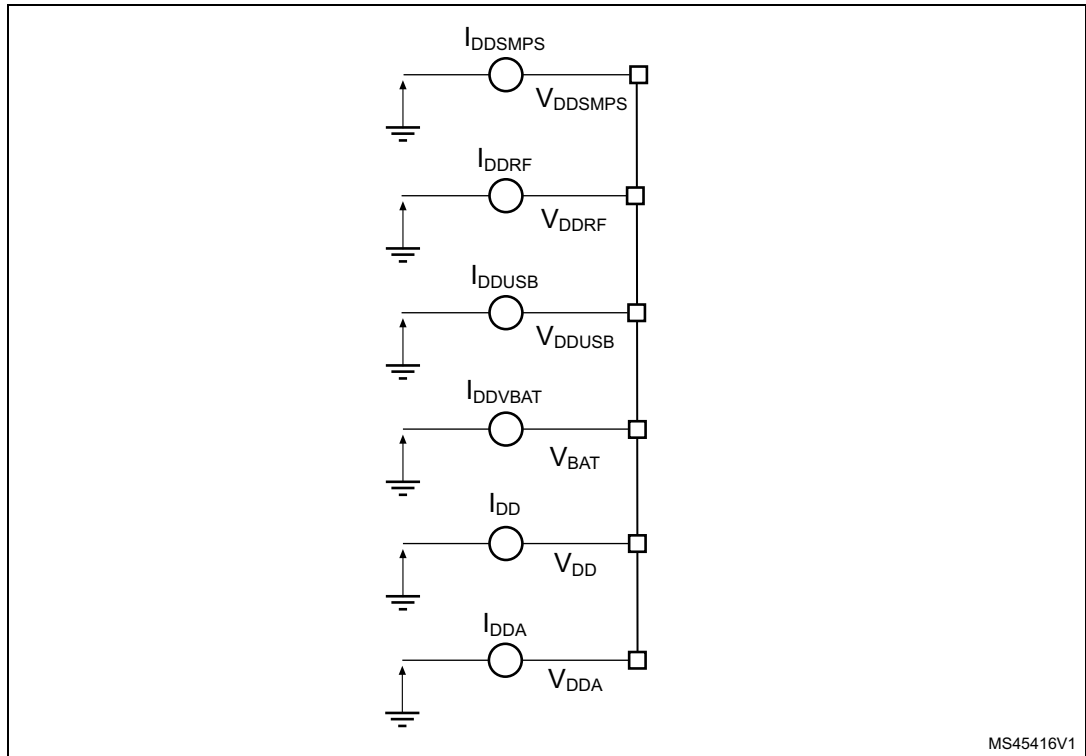 IDDSMPS
VDDSMPS
IDDRF
VDDRF
IDDUSB
VDDUSB
IDDVBAT
VBAT
IDD
VDD
IDDA
VDDA
MS45416V1